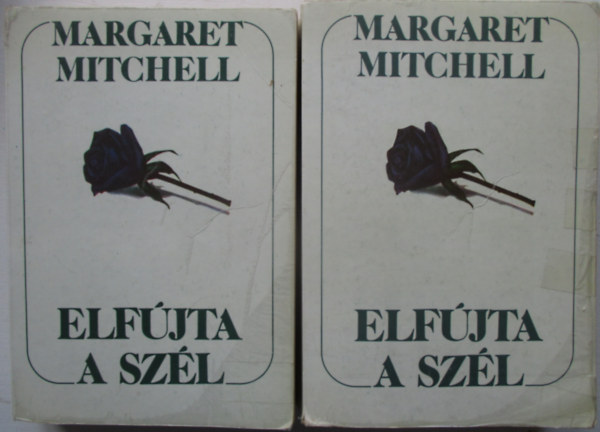 MARGARET
MITCHELL
ELFÚJTA
A SZÉL
MARGARET
MITCHELL
ELFÚJTA
A SZÉL